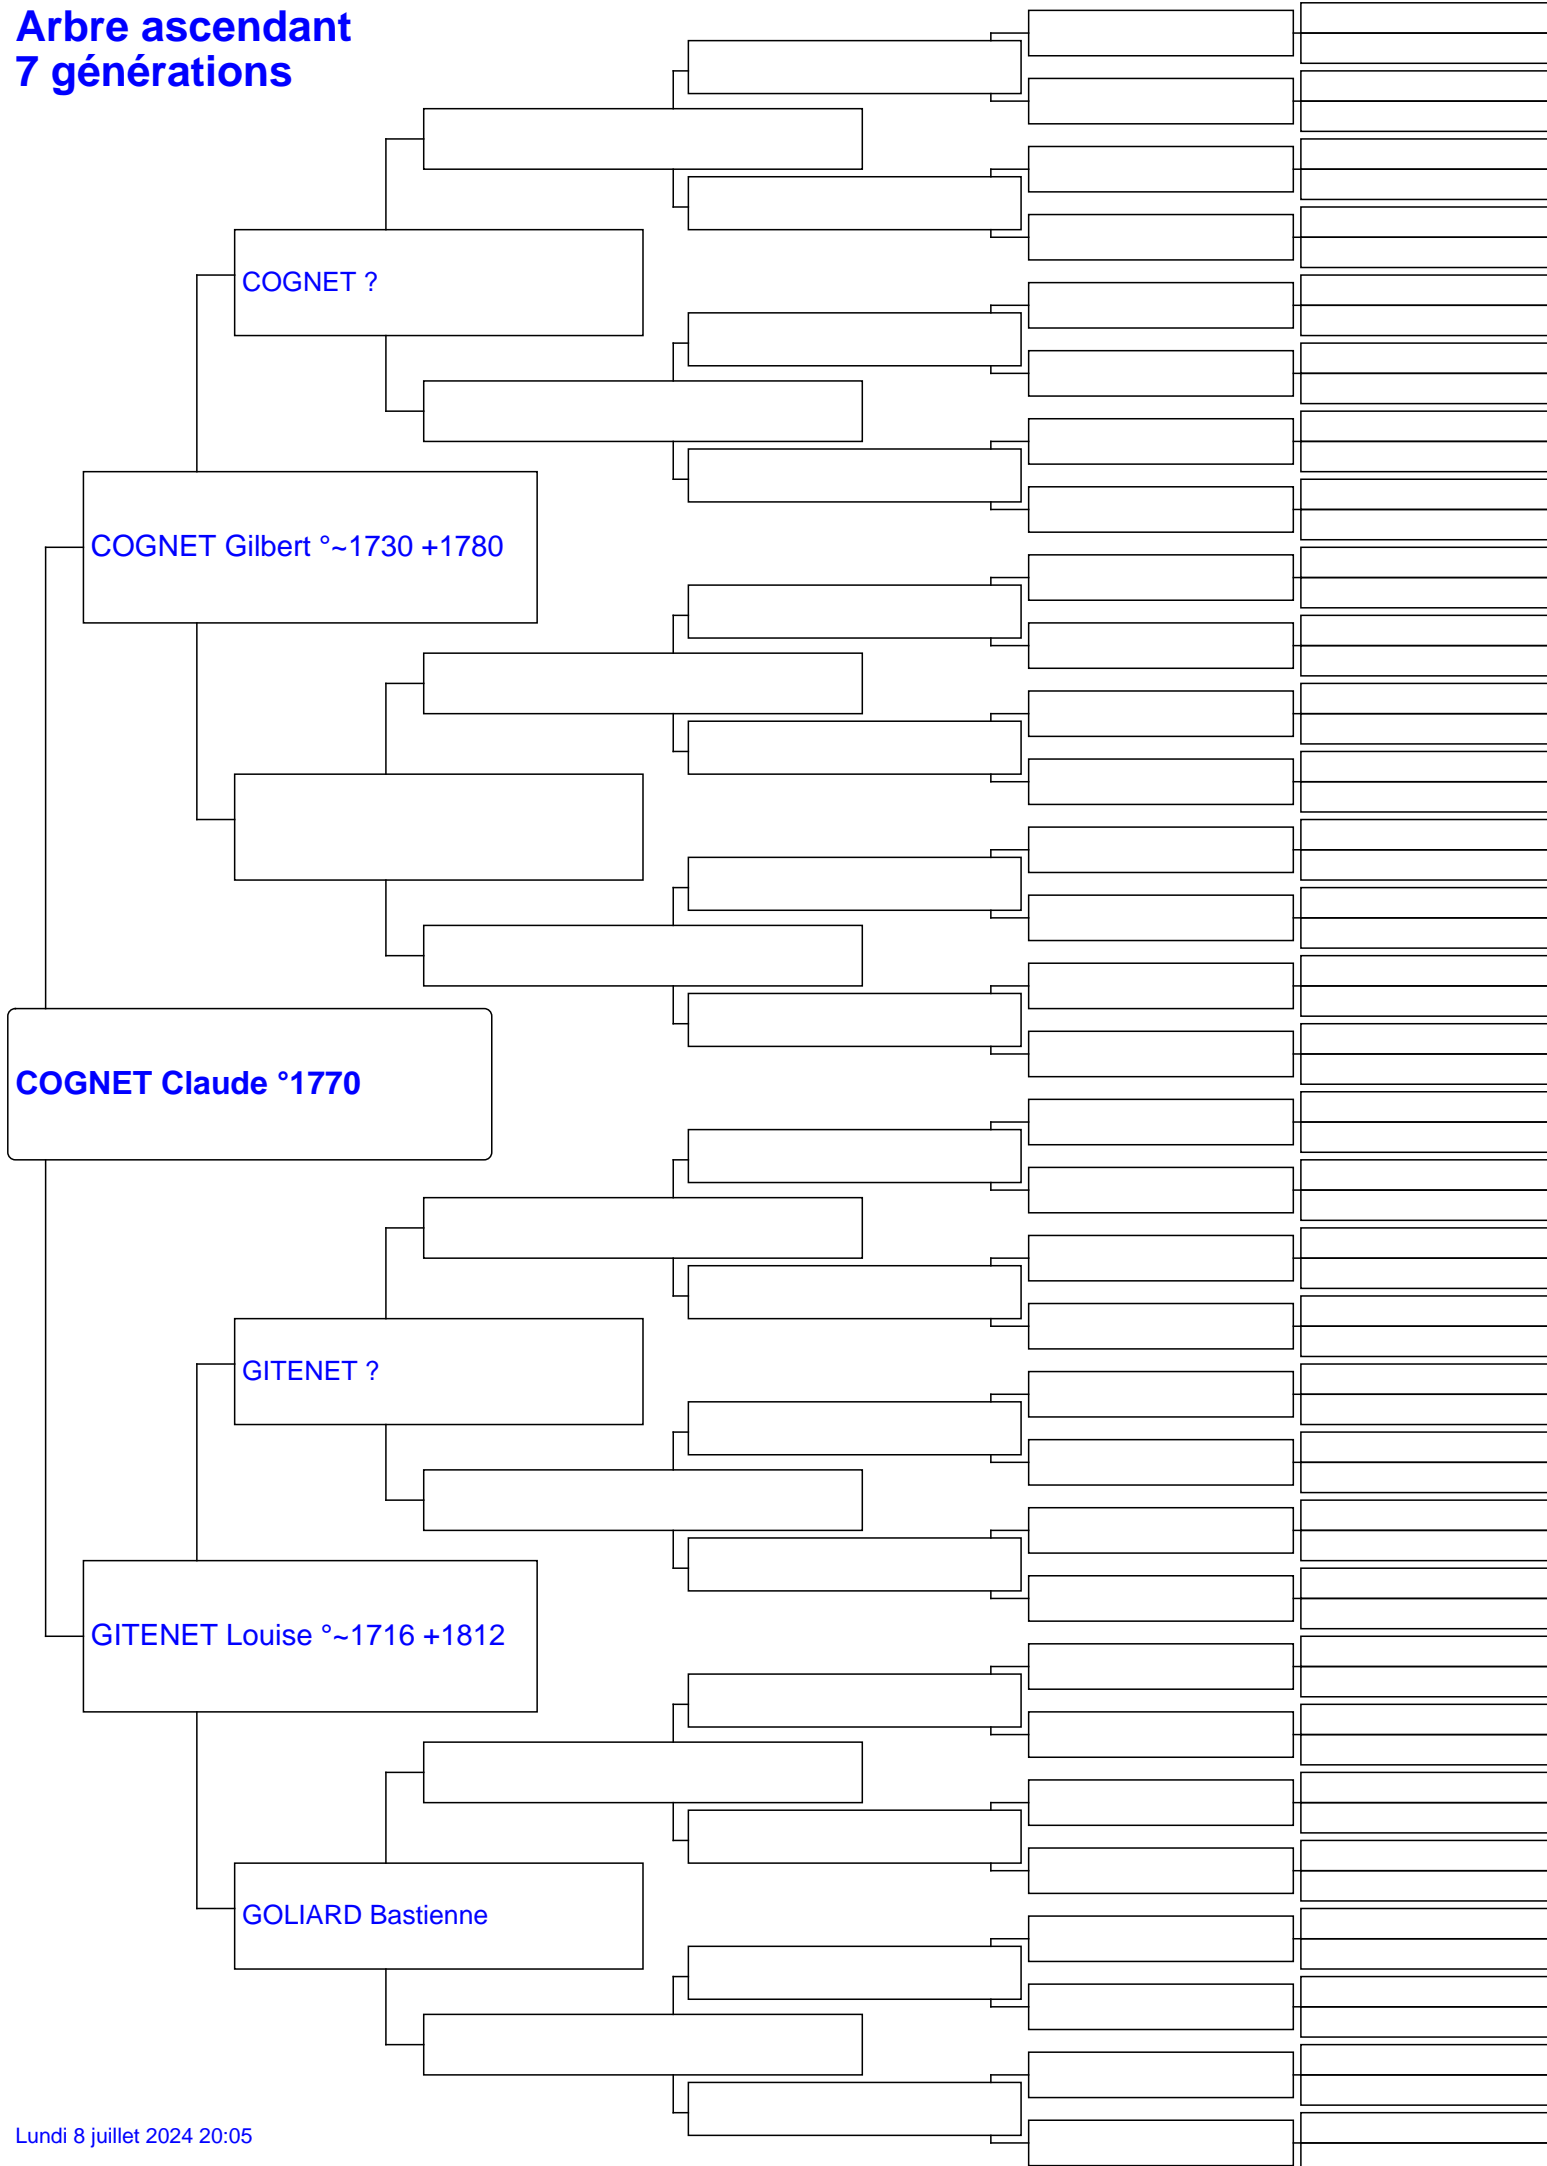 Arbre ascendant
7 générations
COGNET ?
COGNET Gilbert °~1730 +1780
COGNET Claude °1770
GITENET ?
GITENET Louise °~1716 +1812
GOLIARD Bastienne
Lundi 8 juillet 2024 20:05